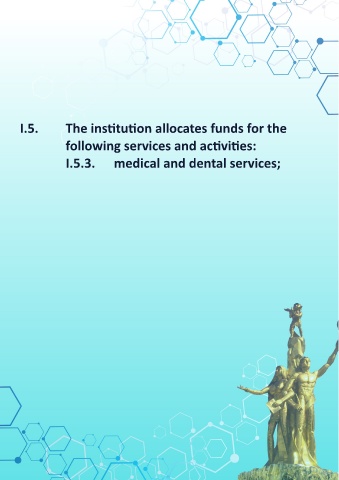 I.5. The institution allocates funds for the
following services and activities:
I.5.3. medical and dental services;